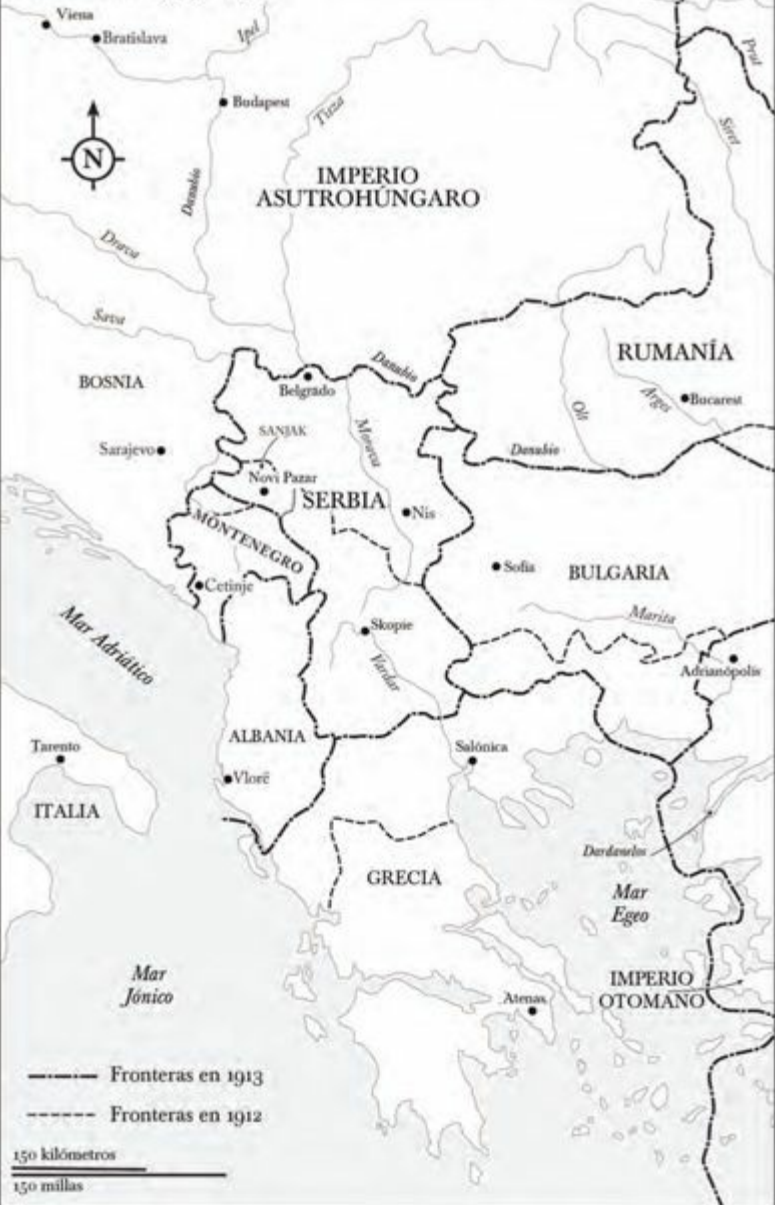 Viena
Bratislava
Ipel
Prut
Budapest
Tisza
Siret
N
IMPERIO
ASUTROHÚNGARO
Danubio
Drava
Sava
RUMANÍA
BOSNIA
Danubio
Belgrado
Arges
Bucarest
Olt
SANJAK
Morava
Sarajevo
Danubio
Novi Pazar
SERBIA
Nis
MONTENEGRO
Sofia
BULGARIA
Cetinje
Marita
Mar Adriático
Skopie
Vardar
Adrianópolis
ALBANIA
Tarento
Salónica
Vlorë
ITALIA
Dardanelos
GRECIA
Mar
Egeo
Mar
Jónico
IMPERIO
OTOMANO
Atenas
Fronteras en 1913
Fronteras en 1912
150 kilómetros
150 millas